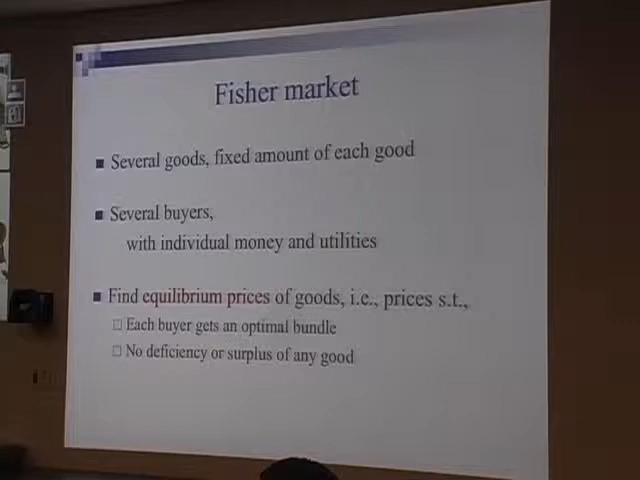 Fisher market
Several goods, fixed amount of each good
Several buyers,
with individual money and utilities
Find equilibrium prices of goods, i.e., prices s.t.,
Each buyer gets an optimal bundle
No deficiency or surplus of any good